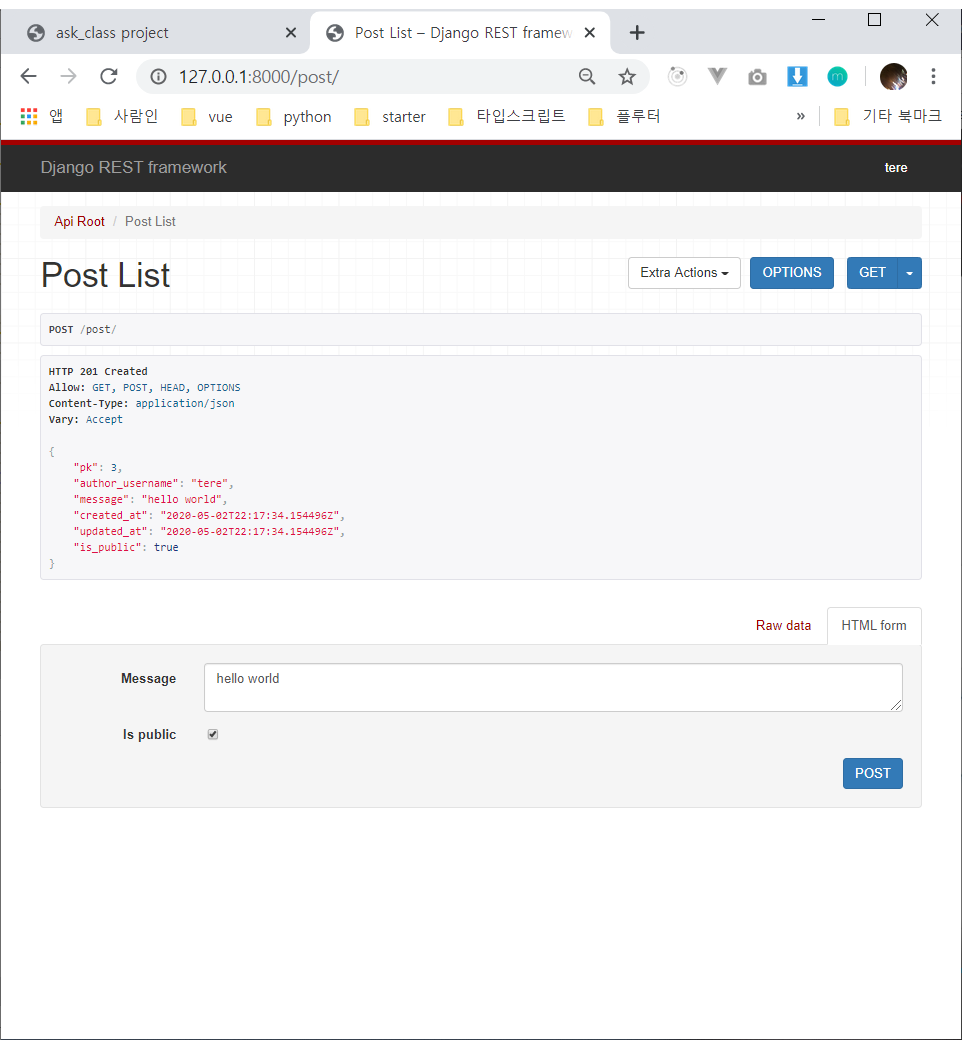 ask_class project
Post List – Django REST framew
127.0.0.1:8000/post/
앱 사람인 vue python starter 타입스크립트 플루터 » 기타 북마크
Django REST framework tere
Api Root / Post List
Post List Extra Actions OPTIONS GET
POST /post/
HTTP 201 Created
Allow: GET, POST, HEAD, OPTIONS
Content-Type: application/json
Vary: Accept
{
    "pk": 3,
    "author_username": "tere",
    "message": "hello world",
    "created_at": "2020-05-02T22:17:34.154496Z",
    "updated_at": "2020-05-02T22:17:34.154496Z",
    "is_public": true
}
Raw data HTML form
Message hello world
Is public
POST